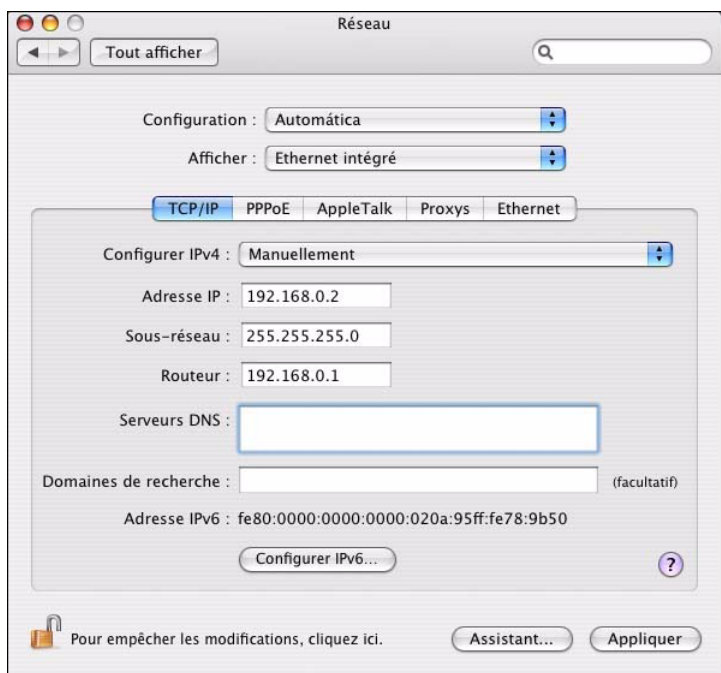 Réseau
Tout afficher
Configuration : Automática
Afficher : Ethernet intégré
TCP/IP PPPoE AppleTalk Proxys Ethernet
Configurer IPv4 : Manuellement
Adresse IP : 192.168.0.2
Sous-réseau : 255.255.255.0
Routeur : 192.168.0.1
Serveurs DNS :
Domaines de recherche : (facultatif)
Adresse IPv6 : fe80:0000:0000:0000:020a:95ff:fe78:9b50
Configurer IPv6... ?
Pour empêcher les modifications, cliquez ici. Assistant... Appliquer